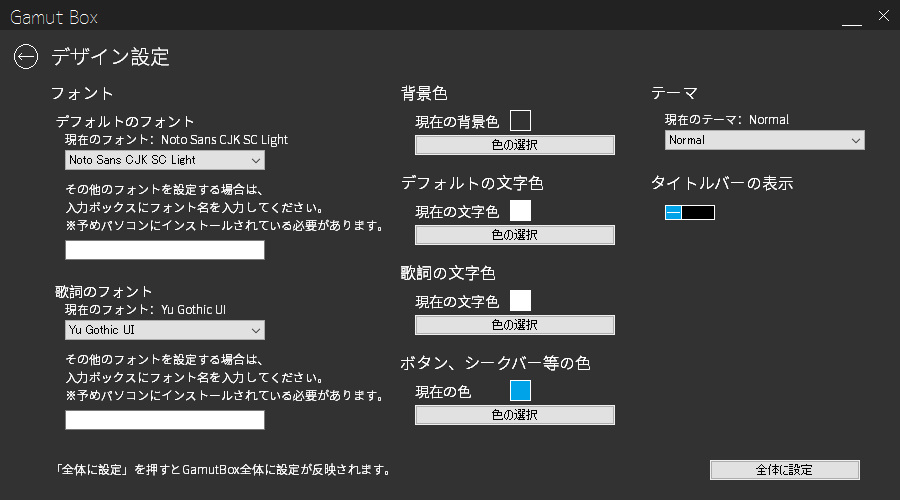 Gamut Box
デザイン設定
フォント
デフォルトのフォント
現在のフォント：Noto Sans CJK SC Light
Noto Sans CJK SC Light
その他のフォントを設定する場合は、
入力ボックスにフォント名を入力してください。
※予めパソコンにインストールされている必要があります。
歌詞のフォント
現在のフォント：Yu Gothic UI
Yu Gothic UI
その他のフォントを設定する場合は、
入力ボックスにフォント名を入力してください。
※予めパソコンにインストールされている必要があります。
背景色
現在の背景色
色の選択
デフォルトの文字色
現在の文字色
色の選択
歌詞の文字色
現在の文字色
色の選択
ボタン、シークバー等の色
現在の色
色の選択
テーマ
現在のテーマ：Normal
Normal
タイトルバーの表示
「全体に設定」を押すとGamutBox全体に設定が反映されます。
全体に設定